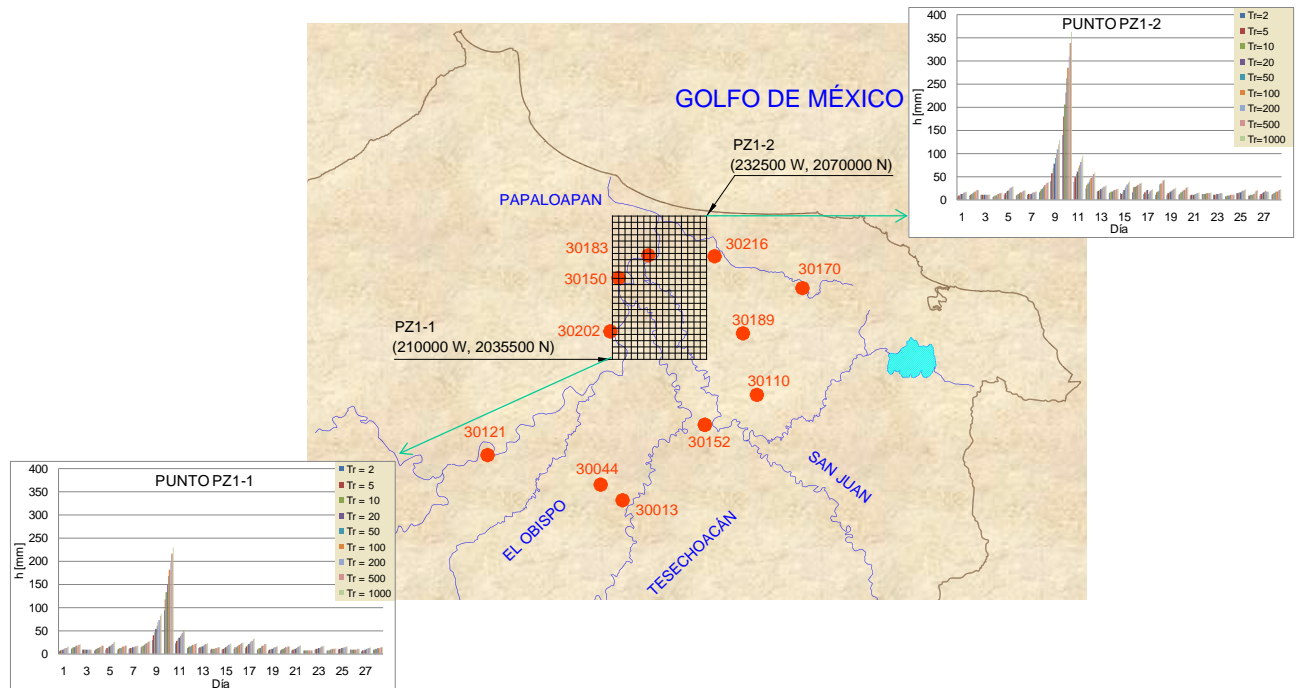 PUNTO PZ1-2
h [mm]
400
350
300
250
200
150
100
50
0
1 3 5 7 9 11 13 15 17 19 21 23 25 27
Día
Tr=2
Tr=5
Tr=10
Tr=20
Tr=50
Tr=100
Tr=200
Tr=500
Tr=1000
GOLFO DE MÉXICO
PZ1-2
(232500 W, 2070000 N)
PAPALOAPAN
30183
30216
30150
30170
30202
30189
PZ1-1
(210000 W, 2035500 N)
30110
30121
30152
30044
30013
SAN JUAN
EL OBISPO
TESECHOACÁN
PUNTO PZ1-1
h [mm]
400
350
300
250
200
150
100
50
0
1 3 5 7 9 11 13 15 17 19 21 23 25 27
Día
Tr = 2
Tr = 5
Tr = 10
Tr = 20
Tr = 50
Tr = 100
Tr = 200
Tr = 500
Tr = 1000